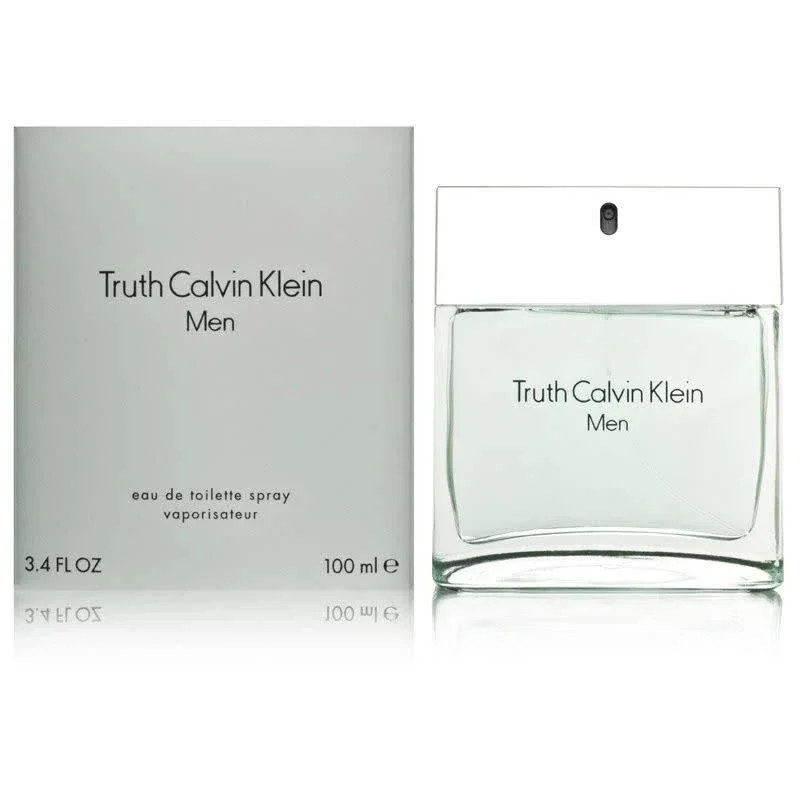 Truth Calvin Klein
Men
eau de toilette spray
vaporisateur
3.4 FL OZ
100 ml ℮
Truth Calvin Klein
Men